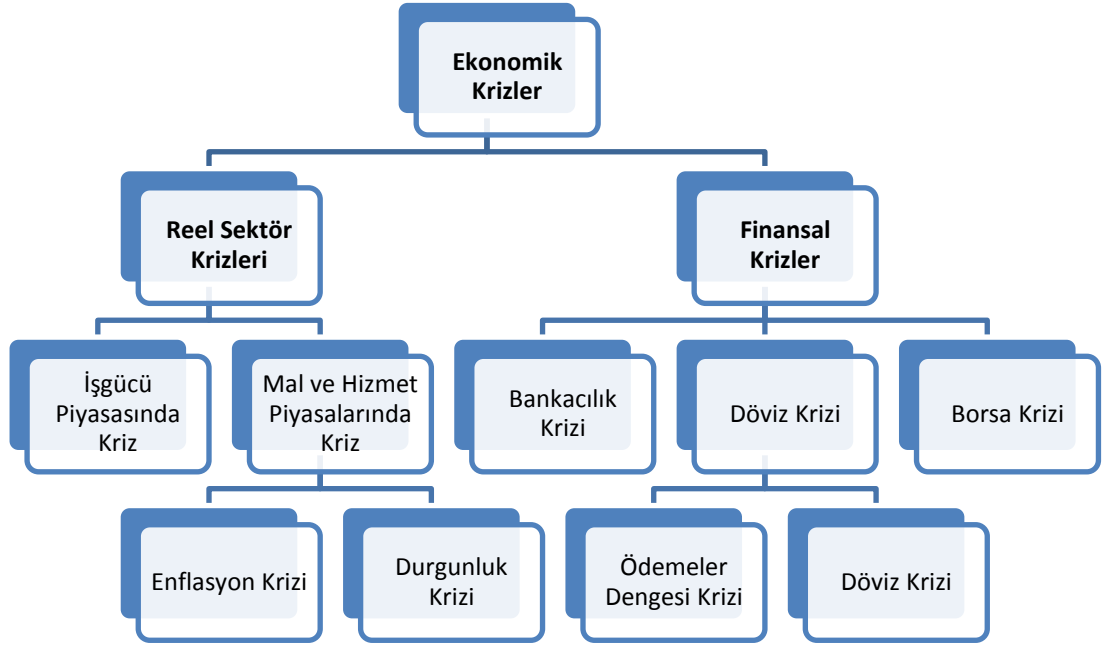 Ekonomik
Krizler
Reel Sektör
Krizleri
Finansal
Krizler
İşgücü
Piyasasında
Kriz
Mal ve Hizmet
Piyasalarında
Kriz
Bankacılık
Krizi
Döviz Krizi
Borsa Krizi
Enflasyon Krizi
Durgunluk
Krizi
Ödemeler
Dengesi Krizi
Döviz Krizi